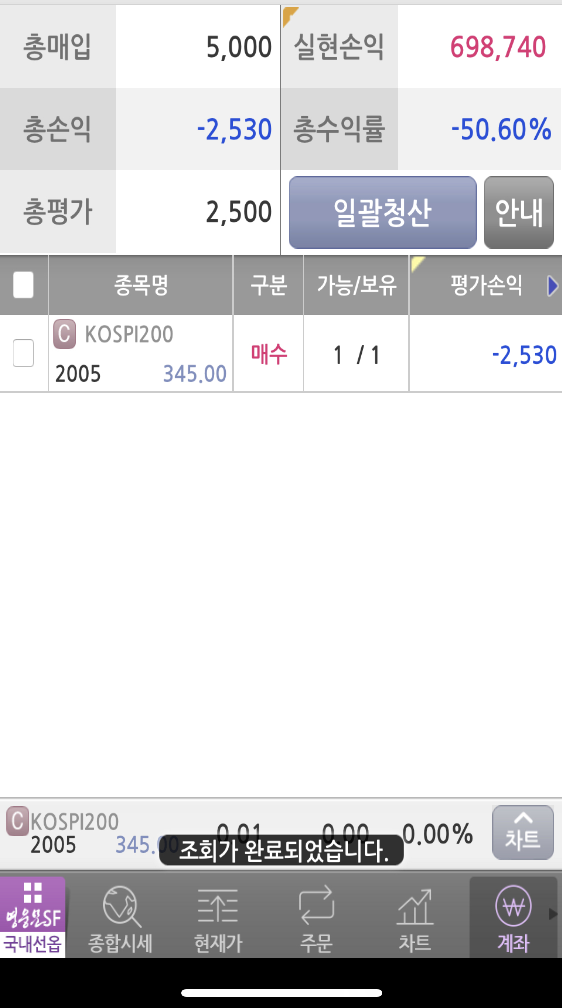 총매입 5,000 실현손익 698,740
총손익 -2,530 총수익률 -50.60%
총평가 2,500 일괄청산 안내
종목명 구분 가능/보유 평가손익
C KOSPI200 매수 1 / 1 -2,530
2005 345.00
C KOSPI200 0.01 0.00 0.00% 차트
2005 345.0
조회가 완료되었습니다.
영웅문SF
국내선옵 종합시세 현재가 주문 차트 계좌